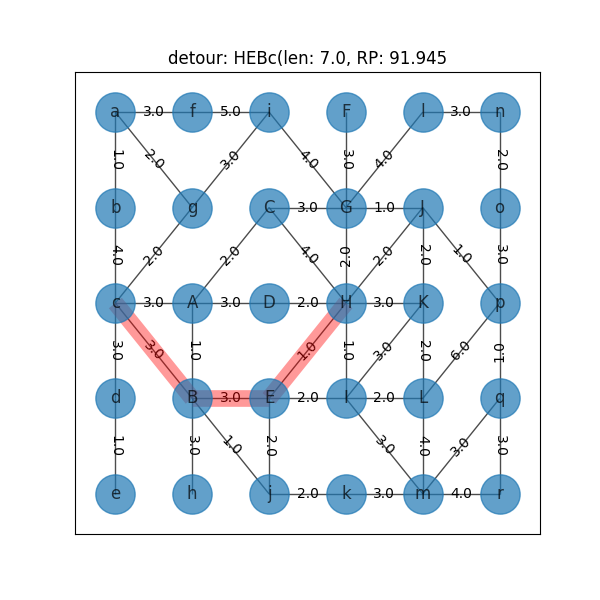 detour: HEBc(len: 7.0, RP: 91.945
a 3.0 f 5.0 i F l 3.0 n
1.0 2.0 3.0 4.0 3.0 4.0 2.0
b g C 3.0 G 1.0 J o
4.0 2.0 2.0 4.0 2.0 2.0 2.0 1.0 3.0
c 3.0 A 3.0 D 2.0 H 3.0 K p
3.0 3.0 1.0 1.0 1.0 3.0 2.0 6.0 1.0
d B 3.0 E 2.0 I 2.0 L q
1.0 3.0 1.0 2.0 3.0 4.0 3.0 3.0
e h j 2.0 k 3.0 m 4.0 r